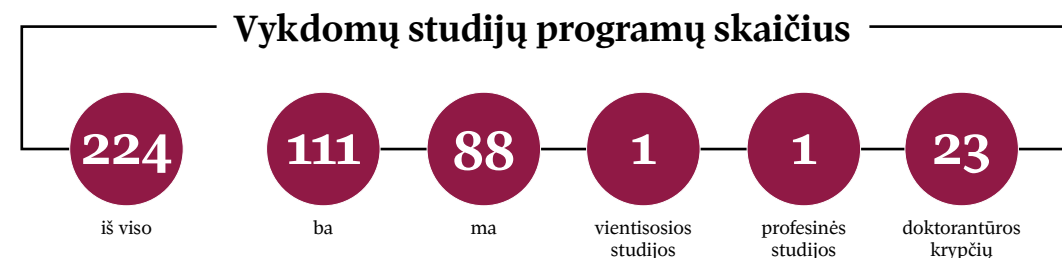 Vykdomų studijų programų skaičius
224
111
88
1
1
23
iš viso
ba
ma
vientisosios
studijos
profesinės
studijos
doktorantūros
krypčių